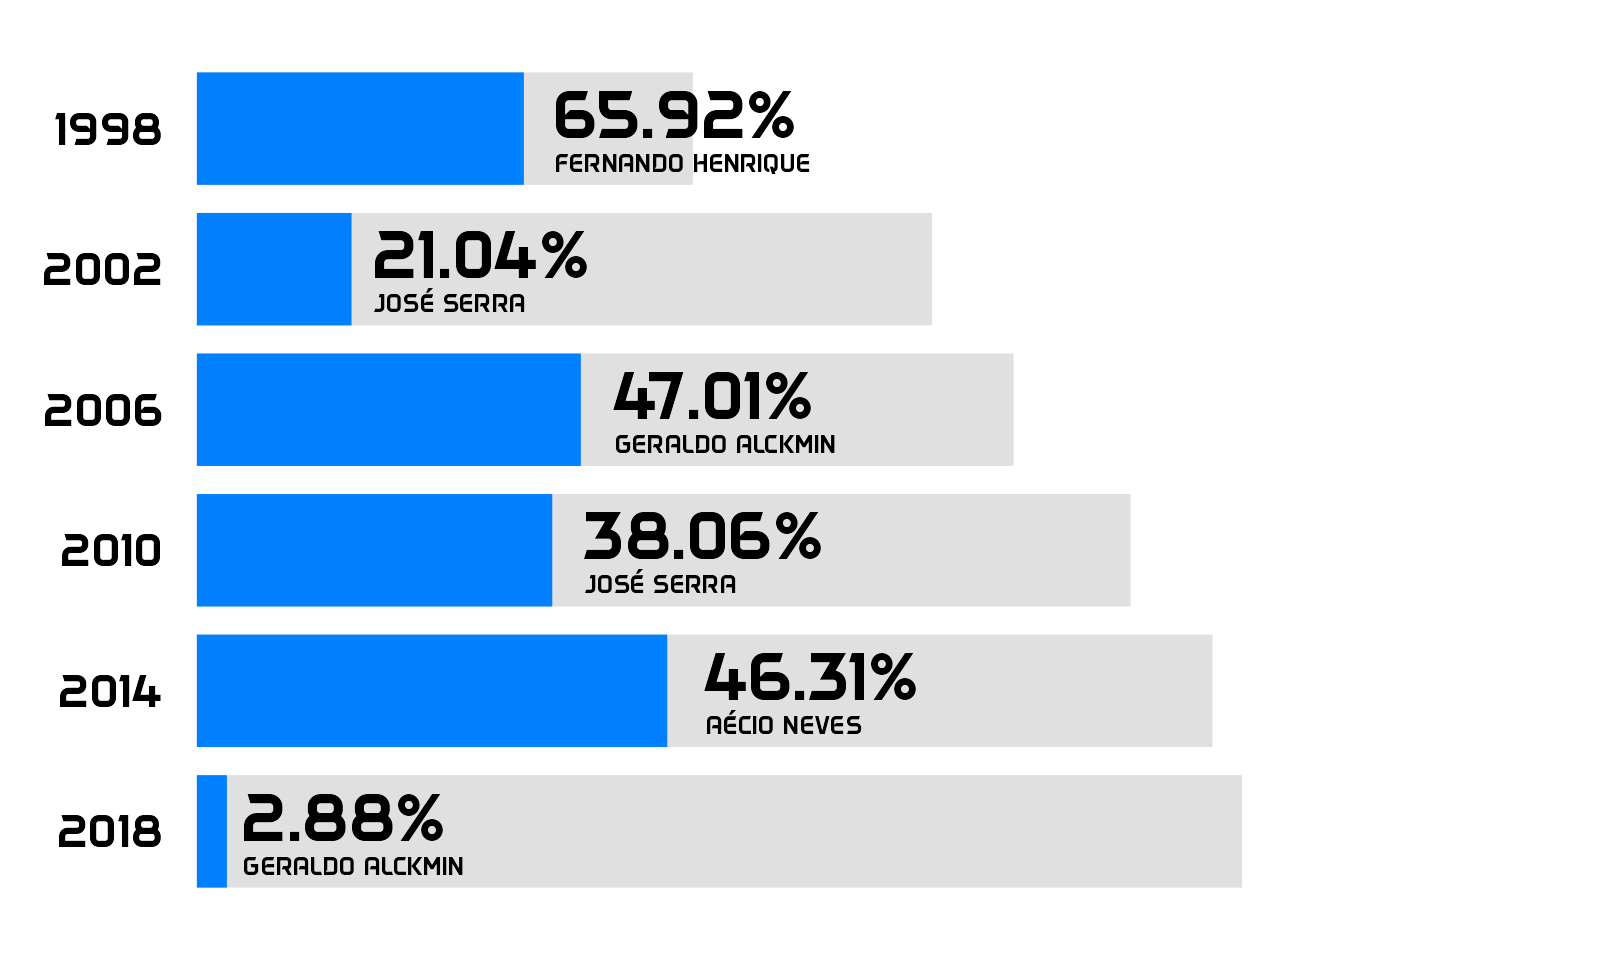 1998
65.92%
FERNANDO HENRIQUE
2002
21.04%
JOSÉ SERRA
2006
47.01%
GERALDO ALCKMIN
2010
38.06%
JOSÉ SERRA
2014
46.31%
AÉCIO NEVES
2018
2.88%
GERALDO ALCKMIN